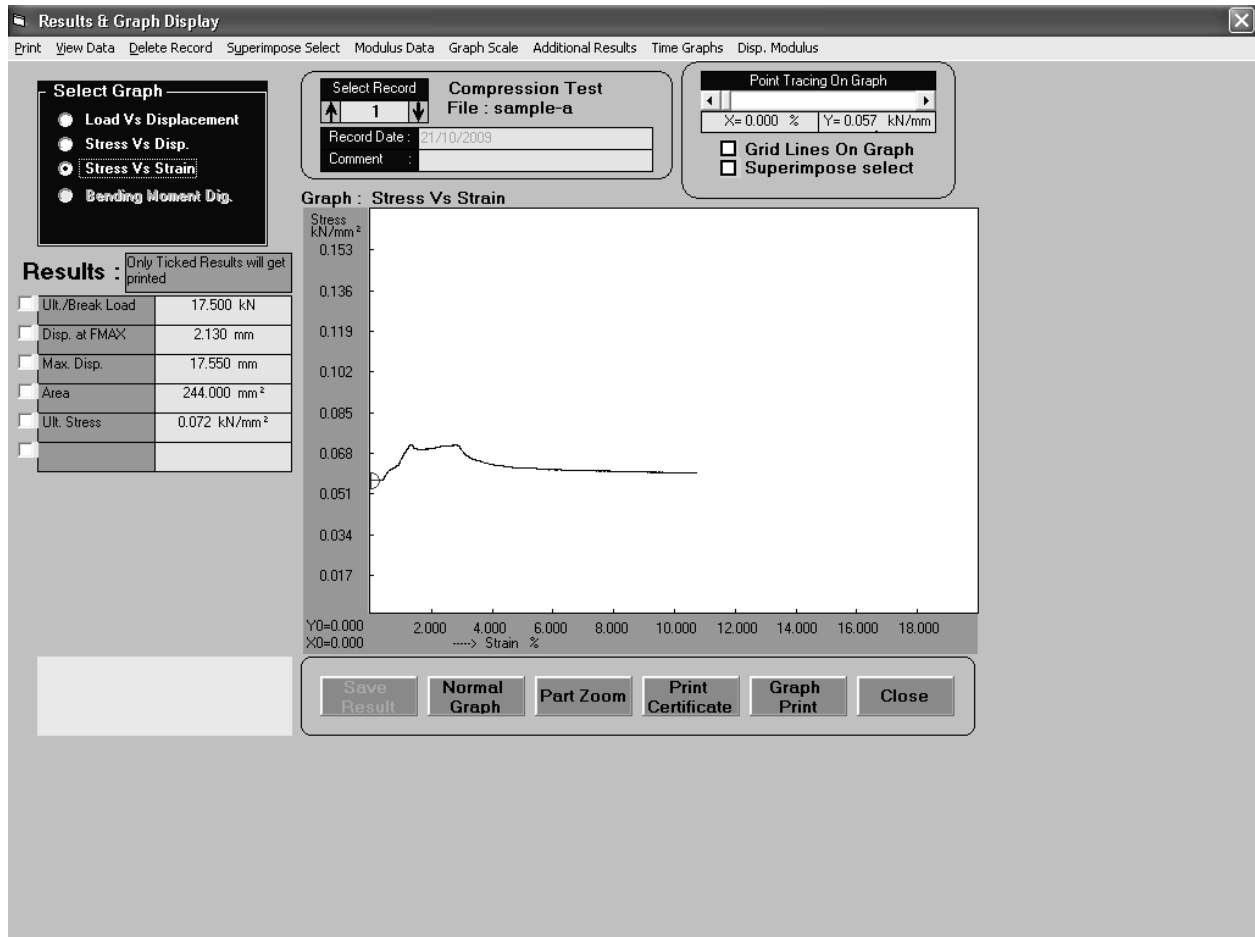 Results & Graph Display
Print View Data Delete Record Superimpose Select Modulus Data Graph Scale Additional Results Time Graphs Disp. Modulus
Select Graph
Load Vs Displacement
Stress Vs Disp.
Stress Vs Strain
Bending Moment Dig.
Select Record
1
Compression Test
File : sample-a
Record Date : 21/10/2009
Comment :
Point Tracing On Graph
X= 0.000 % Y= 0.057 kN/mm
Grid Lines On Graph
Superimpose select
Results : Only Ticked Results will get
printed
Ult./Break Load 17.500 kN
Disp. at FMAX 2.130 mm
Max. Disp. 17.550 mm
Area 244.000 mm²
Ult. Stress 0.072 kN/mm²
Graph : Stress Vs Strain
Stress
kN/mm²
0.153
0.136
0.119
0.102
0.085
0.068
0.051
0.034
0.017
Y0=0.000
X0=0.000
2.000 4.000 6.000 8.000 10.000 12.000 14.000 16.000 18.000
----> Strain %
Save
Result
Normal
Graph
Part Zoom
Print
Certificate
Graph
Print
Close